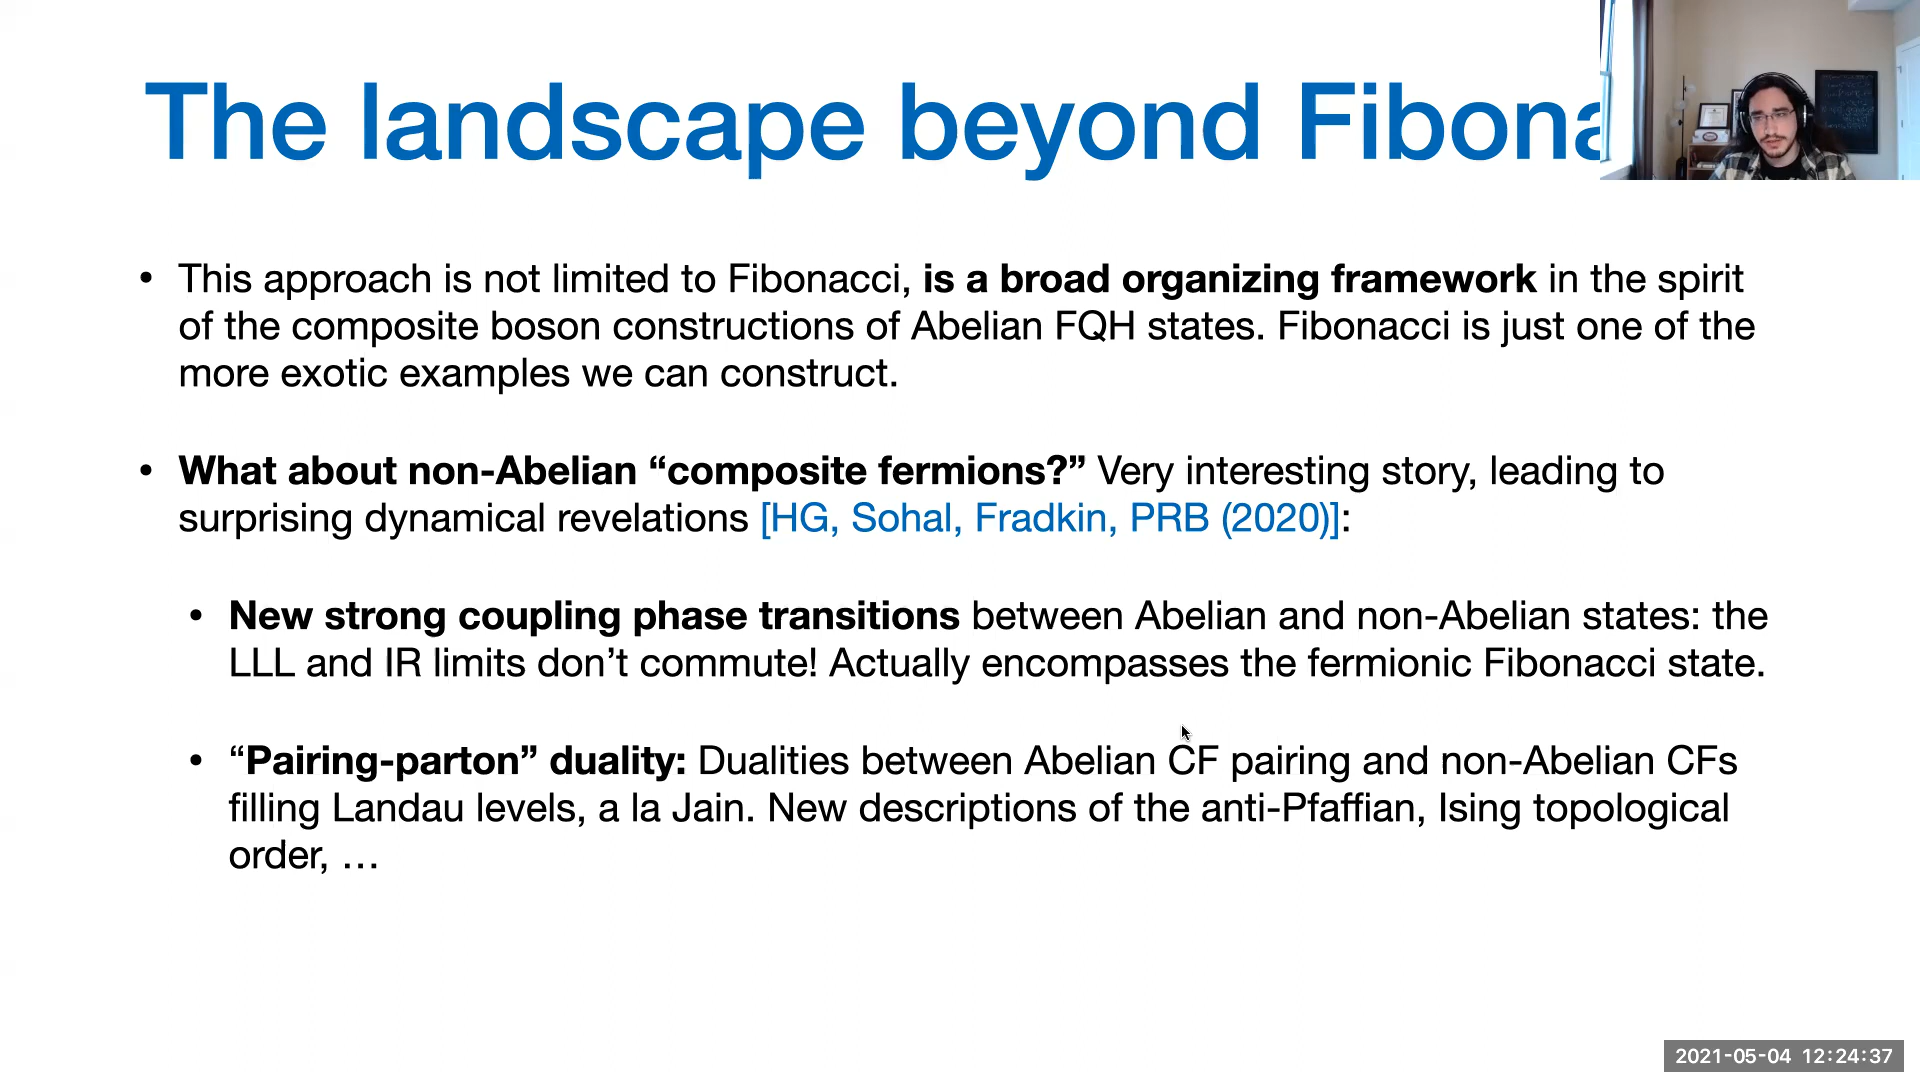 The landscape beyond Fibona
• This approach is not limited to Fibonacci, is a broad organizing framework in the spirit
of the composite boson constructions of Abelian FQH states. Fibonacci is just one of the
more exotic examples we can construct.
• What about non-Abelian “composite fermions?” Very interesting story, leading to
surprising dynamical revelations [HG, Sohal, Fradkin, PRB (2020)]:
• New strong coupling phase transitions between Abelian and non-Abelian states: the
LLL and IR limits don’t commute! Actually encompasses the fermionic Fibonacci state.
• “Pairing-parton” duality: Dualities between Abelian CF pairing and non-Abelian CFs
filling Landau levels, a la Jain. New descriptions of the anti-Pfaffian, Ising topological
order, …
2021-05-04 12:24:37